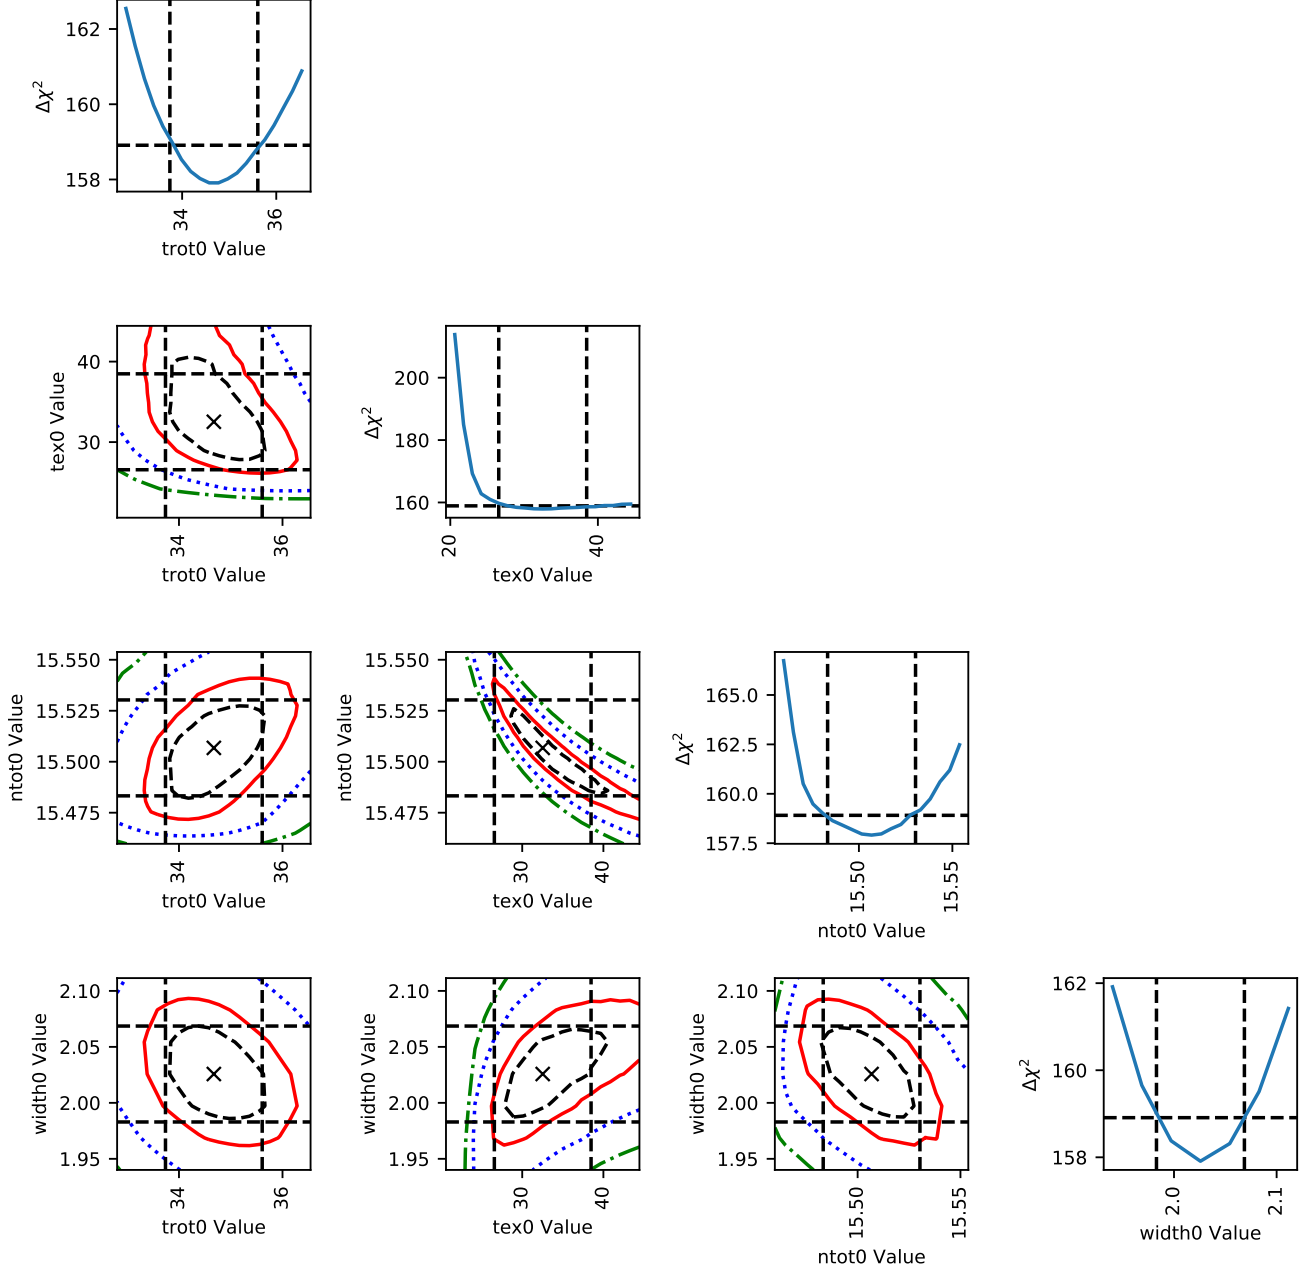 162
160
158
Δχ²
34
36
trot0 Value
40
30
tex0 Value
34
36
trot0 Value
200
180
160
Δχ²
20
40
tex0 Value
15.550
15.525
15.500
15.475
ntot0 Value
34
36
trot0 Value
15.550
15.525
15.500
15.475
ntot0 Value
30
40
tex0 Value
165.0
162.5
160.0
157.5
Δχ²
15.50
15.55
ntot0 Value
2.10
2.05
2.00
1.95
width0 Value
34
36
trot0 Value
2.10
2.05
2.00
1.95
width0 Value
30
40
tex0 Value
2.10
2.05
2.00
1.95
width0 Value
15.50
15.55
ntot0 Value
162
160
158
Δχ²
2.0
2.1
width0 Value